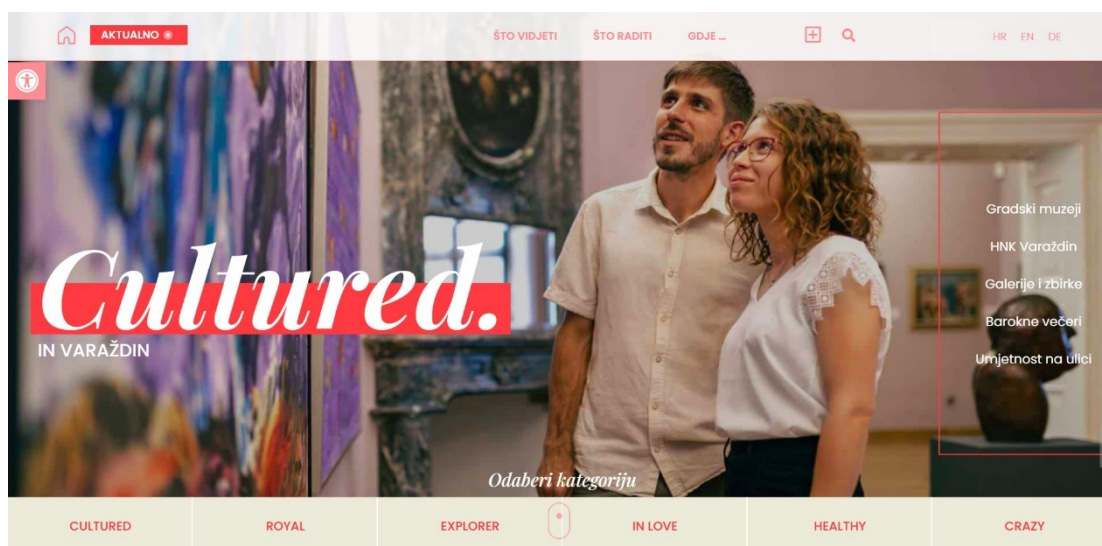 AKTUALNO
ŠTO VIDJETI ŠTO RADITI GDJE ...
HR EN DE
Cultured.
IN VARAŽDIN
Gradski muzeji
HNK Varaždin
Galerije i zbirke
Barokne večeri
Umjetnost na ulici
Odaberi kategoriju
CULTURED ROYAL EXPLORER IN LOVE HEALTHY CRAZY